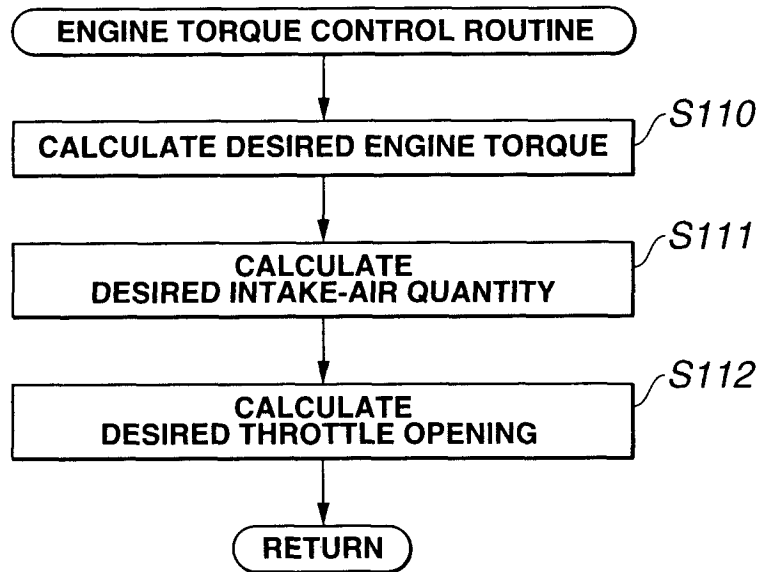 ENGINE TORQUE CONTROL ROUTINE
S110
CALCULATE DESIRED ENGINE TORQUE
S111
CALCULATE
DESIRED INTAKE-AIR QUANTITY
S112
CALCULATE
DESIRED THROTTLE OPENING
RETURN